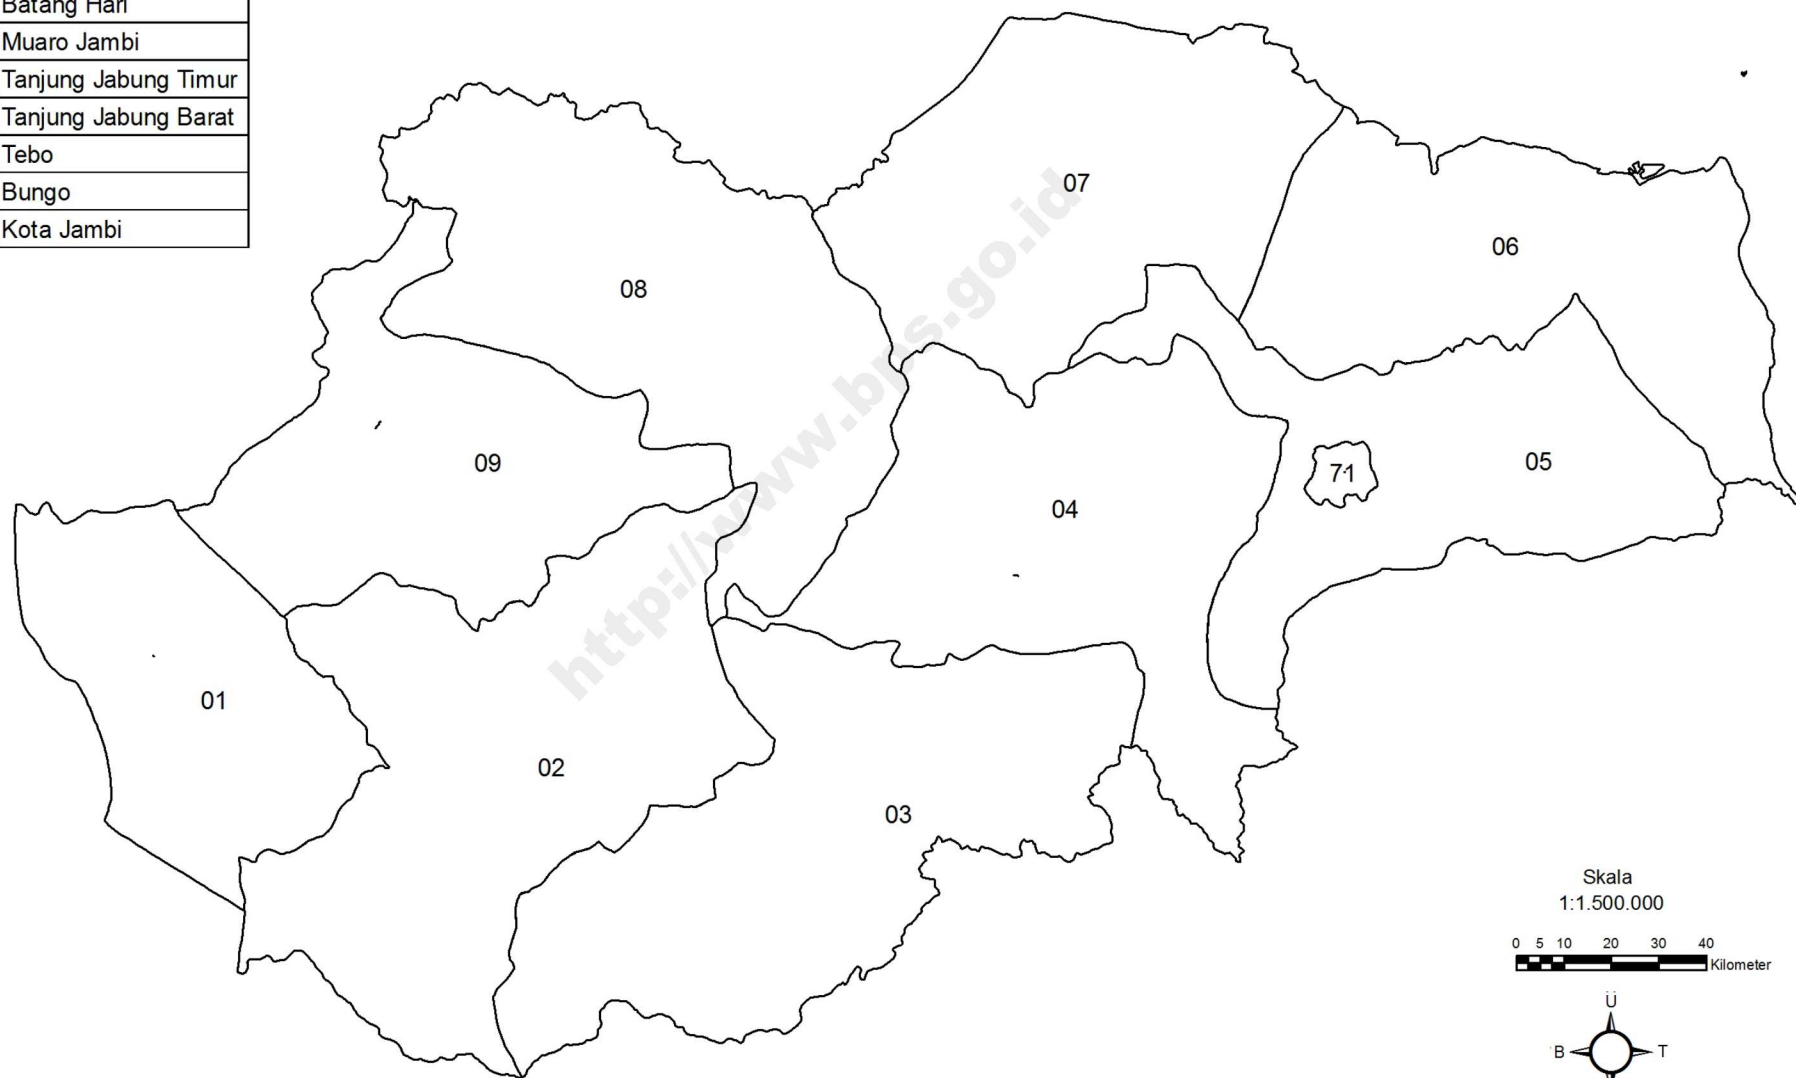 Batang Hari
Muaro Jambi
Tanjung Jabung Timur
Tanjung Jabung Barat
Tebo
Bungo
Kota Jambi
07
06
08
71
05
09
04
01
02
03
http://www.bps.go.id
Skala
1:1.500.000
0 5 10 20 30 40
Kilometer
U
B T